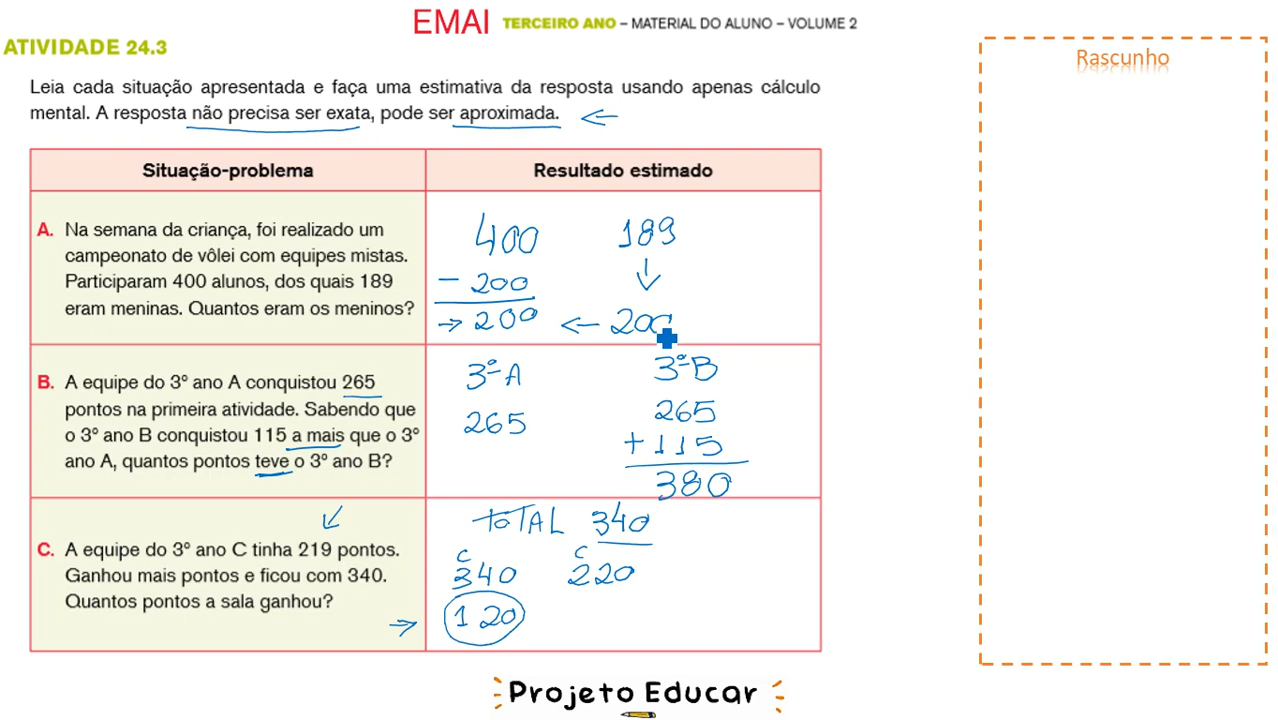 EMAI TERCEIRO ANO – MATERIAL DO ALUNO – VOLUME 2
ATIVIDADE 24.3
Leia cada situação apresentada e faça uma estimativa da resposta usando apenas cálculo
mental. A resposta não precisa ser exata, pode ser aproximada.
Situação-problema
Resultado estimado
A. Na semana da criança, foi realizado um
campeonato de vôlei com equipes mistas.
Participaram 400 alunos, dos quais 189
eram meninas. Quantos eram os meninos?
400 189
- 200
→ 200 ← 200
B. A equipe do 3º ano A conquistou 265
pontos na primeira atividade. Sabendo que
o 3º ano B conquistou 115 a mais que o 3º
ano A, quantos pontos teve o 3º ano B?
3º A 3º B
265 265
+115
380
C. A equipe do 3º ano C tinha 219 pontos.
Ganhou mais pontos e ficou com 340.
Quantos pontos a sala ganhou?
TOTAL 340
C C
340 220
120
Rascunho
Projeto Educar